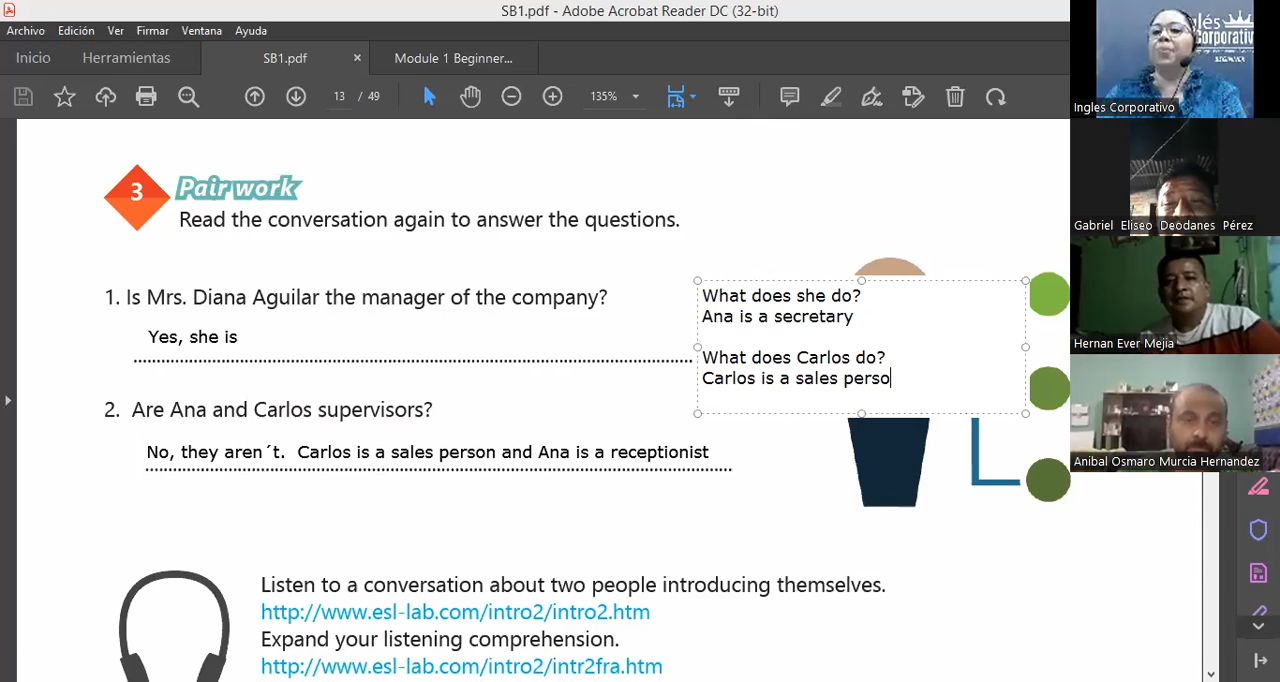 SB1.pdf - Adobe Acrobat Reader DC (32-bit)
Archivo Edición Ver Firmar Ventana Ayuda
Inicio Herramientas SB1.pdf × Module 1 Beginner...
13 / 49 135%
3 Pair work
Read the conversation again to answer the questions.
1. Is Mrs. Diana Aguilar the manager of the company?
Yes, she is
What does she do?
Ana is a secretary
What does Carlos do?
Carlos is a sales perso
2. Are Ana and Carlos supervisors?
No, they aren´t. Carlos is a sales person and Ana is a receptionist
Listen to a conversation about two people introducing themselves.
http://www.esl-lab.com/intro2/intro2.htm
Expand your listening comprehension.
http://www.esl-lab.com/intro2/intr2fra.htm
Ingles Corporativo
Gabriel Eliseo Deodanes Pérez
Hernan Ever Mejia
Anibal Osmaro Murcia Hernandez